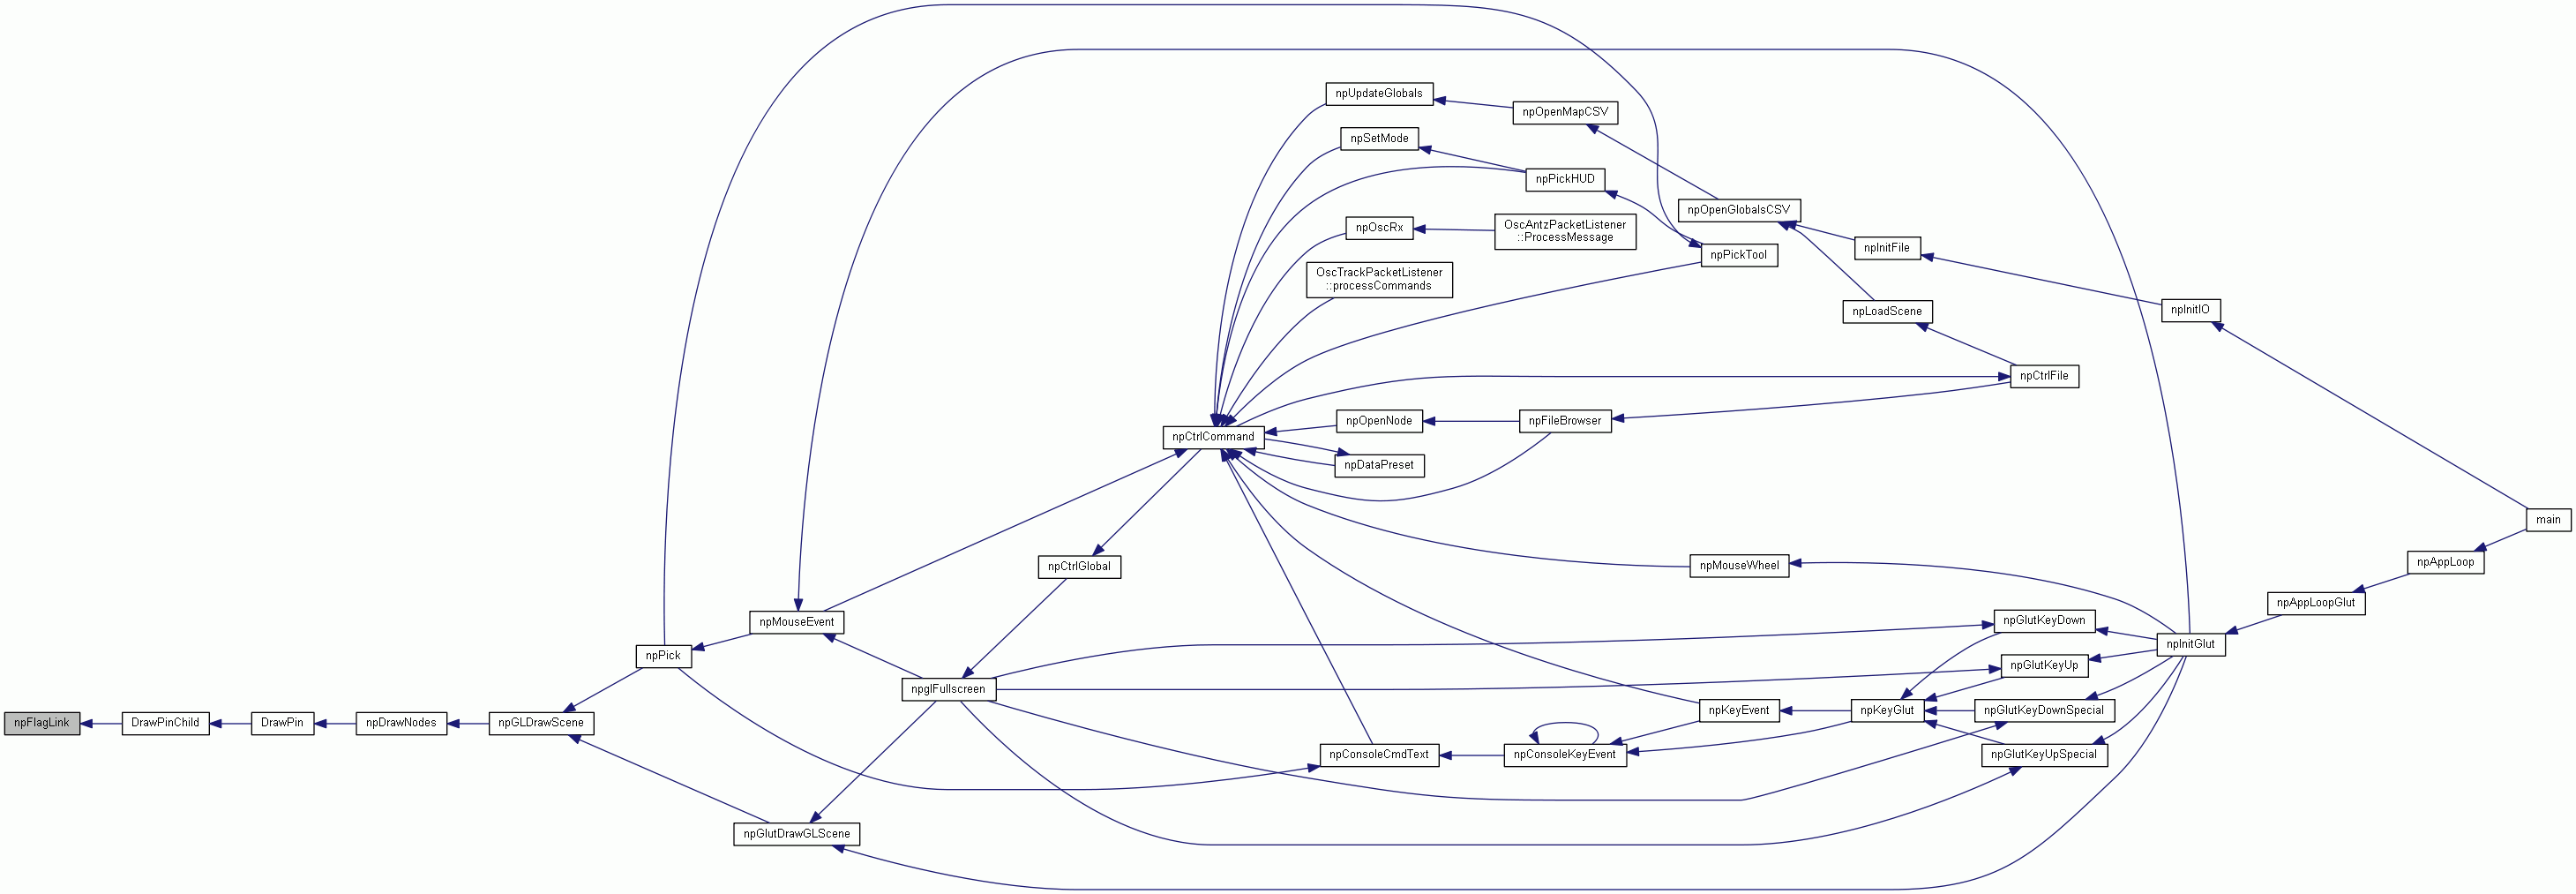 npUpdateGlobals
npOpenMapCSV
npSetMode
npPickHUD
npOpenGlobalsCSV
npOscRx
OscAntzPacketListener
::ProcessMessage
npInitFile
npPickTool
OscTrackPacketListener
::processCommands
npLoadScene
npInitIO
npCtrlFile
npOpenNode
npFileBrowser
npCtrlCommand
npDataPreset
main
npCtrlGlobal
npMouseWheel
npAppLoop
npAppLoopGlut
npMouseEvent
npGlutKeyDown
npInitGlut
npPick
npGlutKeyUp
npglFullscreen
npKeyEvent
npKeyGlut
npGlutKeyDownSpecial
npFlagLink
DrawPinChild
DrawPin
npDrawNodes
npGLDrawScene
npConsoleCmdText
npConsoleKeyEvent
npGlutKeyUpSpecial
npGlutDrawGLScene